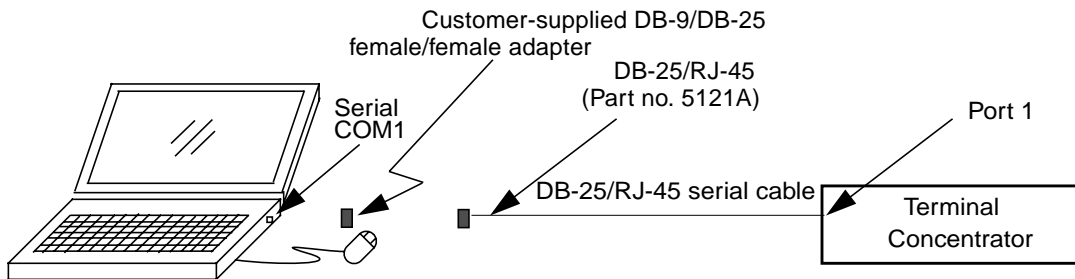 Customer-supplied DB-9/DB-25
female/female adapter
DB-25/RJ-45
(Part no. 5121A)
Serial
COM1
Port 1
DB-25/RJ-45 serial cable
Terminal
Concentrator